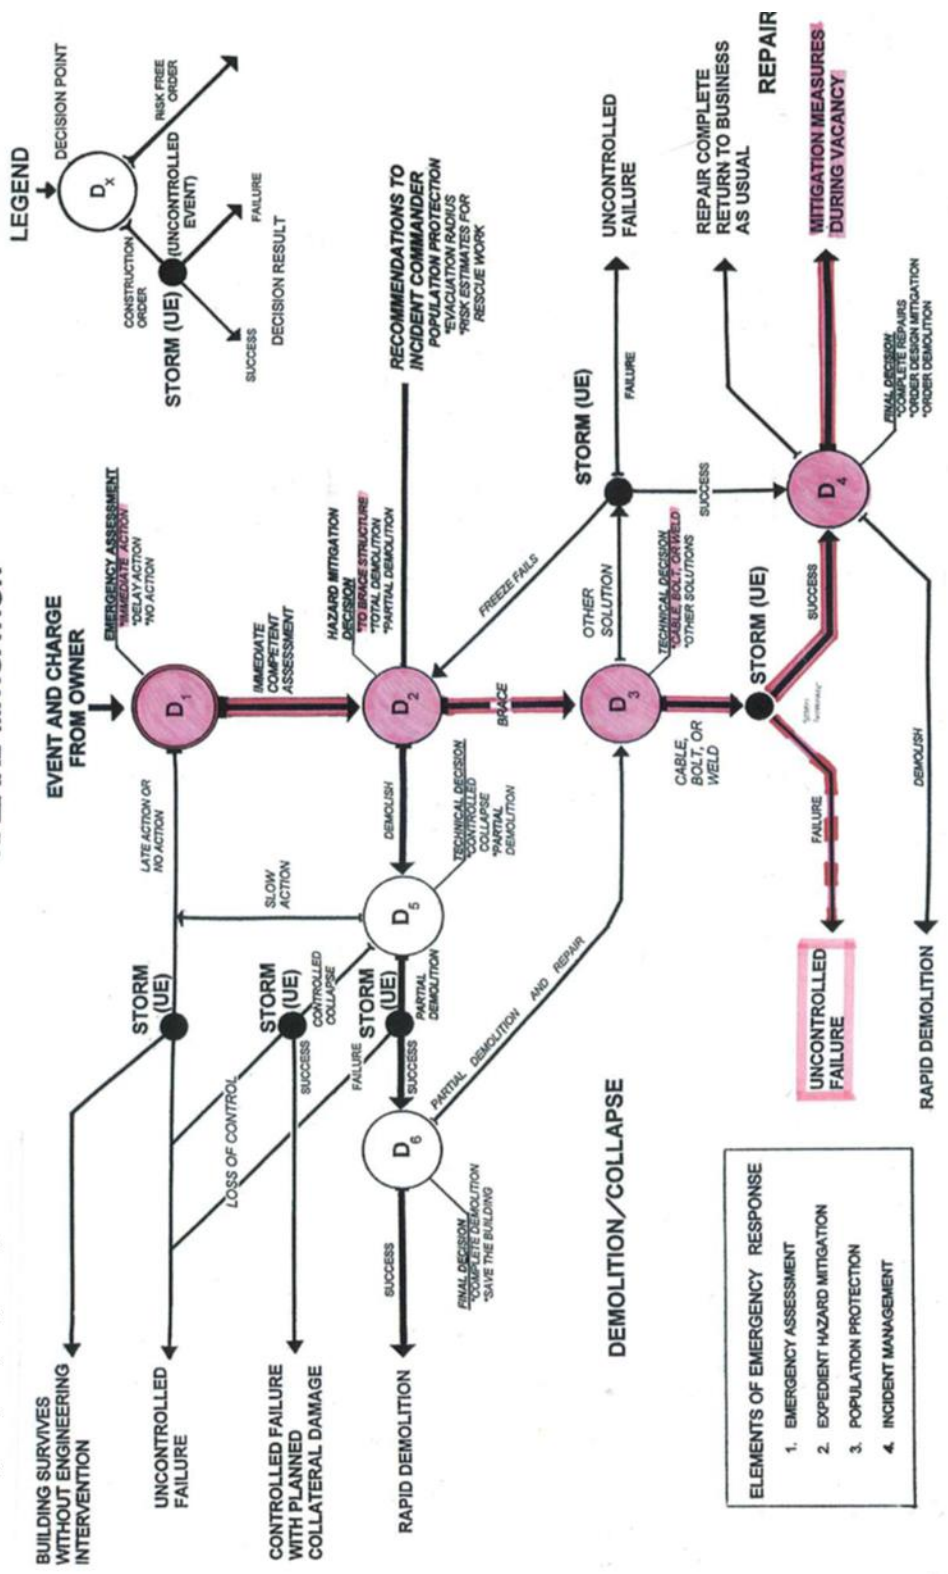 LEGEND
DECISION POINT
D
X
CONSTRUCTION
ORDER
RISK FREE
ORDER
STORM (UE)
(UNCONTROLLED
EVENT)
SUCCESS
FAILURE
DECISION RESULT
EVENT AND CHARGE
FROM OWNER
EMERGENCY ASSESSMENT
*IMMEDIATE ACTION
*DELAY ACTION
*NO ACTION
D1
LATE ACTION OR
NO ACTION
STORM
(UE)
BUILDING SURVIVES
WITHOUT ENGINEERING
INTERVENTION
UNCONTROLLED
FAILURE
IMMEDIATE
COMPETENT
ASSESSMENT
SLOW
ACTION
STORM
(UE)
CONTROLLED
COLLAPSE
LOSS OF CONTROL
SUCCESS
CONTROLLED FAILURE
WITH PLANNED
COLLATERAL DAMAGE
RECOMMENDATIONS TO
INCIDENT COMMANDER
POPULATION PROTECTION
*EVACUATION RADIUS
*RISK ESTIMATES FOR
RESCUE WORK
HAZARD MITIGATION
DECISION
*TO BRACE STRUCTURE
*TOTAL DEMOLITION
*PARTIAL DEMOLITION
D2
DEMOLISH
D5
TECHNICAL DECISION
*CONTROLLED
COLLAPSE
*PARTIAL
DEMOLITION
STORM
(UE)
PARTIAL
DEMOLITION
FAILURE
SUCCESS
D6
FINAL DECISION
*COMPLETE DEMOLITION
*SAVE THE BUILDING
SUCCESS
RAPID DEMOLITION
BRACE
FREEZE FAILS
PARTIAL DEMOLITION AND REPAIR
D3
OTHER
SOLUTION
TECHNICAL DECISION
*CABLE, BOLT, OR WELD
*OTHER SOLUTIONS
STORM (UE)
FAILURE
UNCONTROLLED
FAILURE
SUCCESS
DEMOLITION/COLLAPSE
CABLE,
BOLT, OR
WELD
STORM (UE)
REPAIR COMPLETE
RETURN TO BUSINESS
AS USUAL
REPAIR
SUCCESS
FAILURE
UNCONTROLLED
FAILURE
D4
MITIGATION MEASURES
DURING VACANCY
FINAL DECISION
*COMPLETE REPAIRS
*ORDER DESIGN MITIGATION
*ORDER DEMOLITION
DEMOLISH
RAPID DEMOLITION
ELEMENTS OF EMERGENCY RESPONSE
1. EMERGENCY ASSESSMENT
2. EXPEDIENT HAZARD MITIGATION
3. POPULATION PROTECTION
4. INCIDENT MANAGEMENT